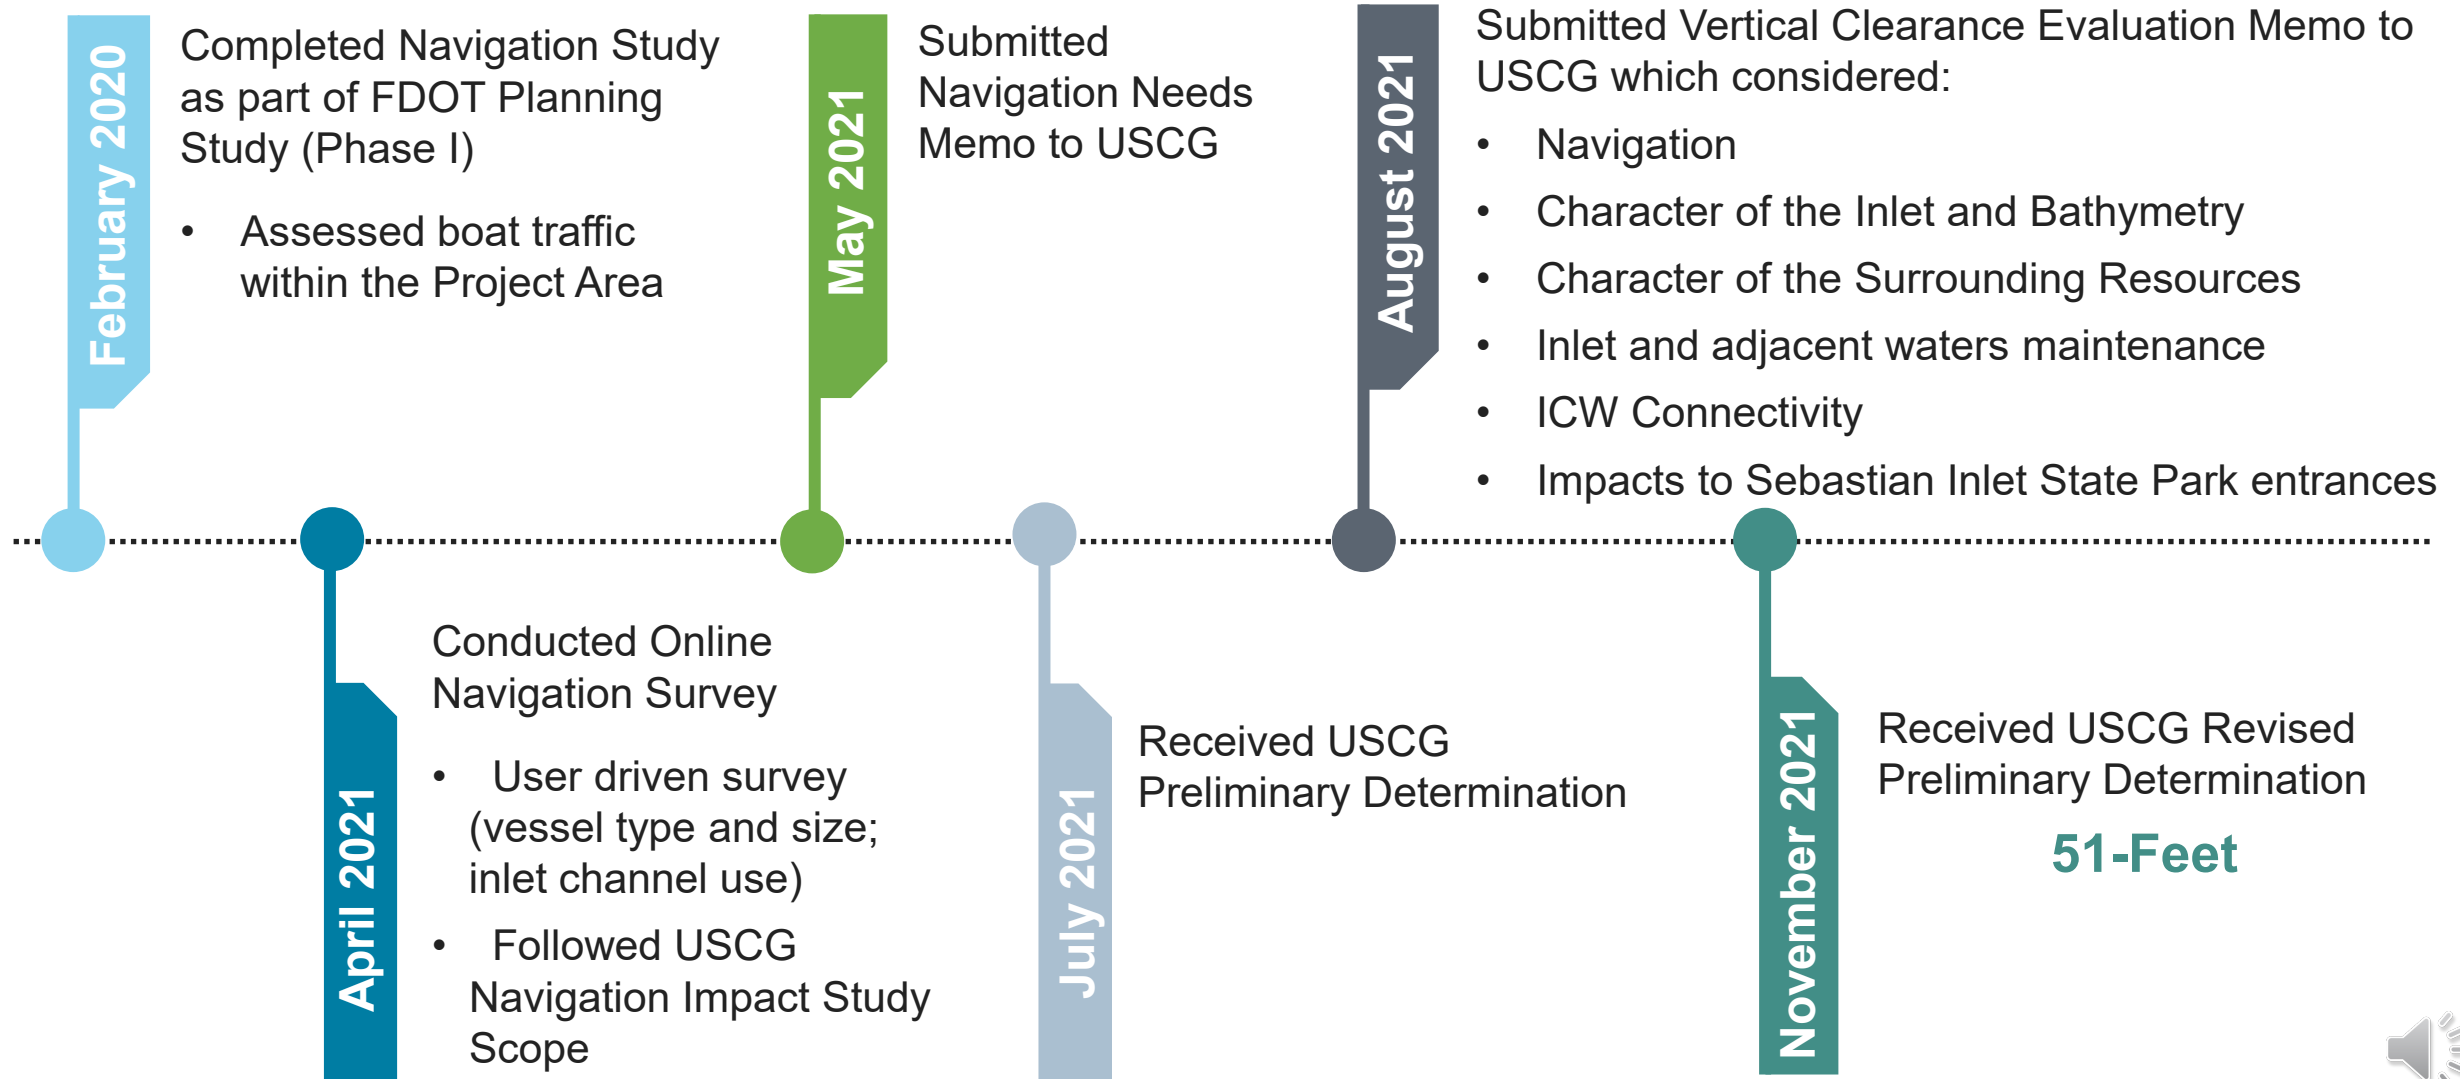 February 2020
Completed Navigation Study
as part of FDOT Planning
Study (Phase I)
• Assessed boat traffic
within the Project Area
April 2021
Conducted Online
Navigation Survey
• User driven survey
(vessel type and size;
inlet channel use)
• Followed USCG
Navigation Impact Study
Scope
May 2021
Submitted
Navigation Needs
Memo to USCG
July 2021
Received USCG
Preliminary Determination
August 2021
Submitted Vertical Clearance Evaluation Memo to
USCG which considered:
• Navigation
• Character of the Inlet and Bathymetry
• Character of the Surrounding Resources
• Inlet and adjacent waters maintenance
• ICW Connectivity
• Impacts to Sebastian Inlet State Park entrances
November 2021
Received USCG Revised
Preliminary Determination
51-Feet